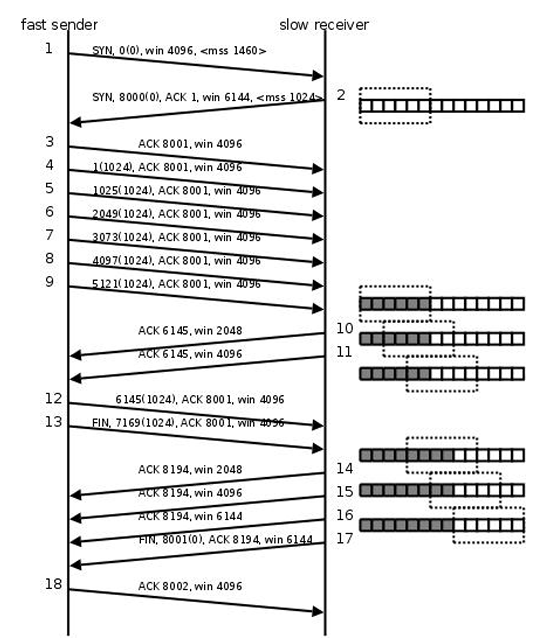 fast sender slow receiver
1 SYN, 0(0), win 4096, <mss 1460>
SYN, 8000(0), ACK 1, win 6144, <mss 1024> 2
3 ACK 8001, win 4096
4 1(1024), ACK 8001, win 4096
5 1025(1024), ACK 8001, win 4096
6 2049(1024), ACK 8001, win 4096
7 3073(1024), ACK 8001, win 4096
8 4097(1024), ACK 8001, win 4096
9 5121(1024), ACK 8001, win 4096
ACK 6145, win 2048 10
ACK 6145, win 4096 11
12 6145(1024), ACK 8001, win 4096
13 FIN, 7169(1024), ACK 8001, win 4096
ACK 8194, win 2048 14
ACK 8194, win 4096 15
ACK 8194, win 6144 16
FIN, 8001(0), ACK 8194, win 6144 17
18 ACK 8002, win 4096